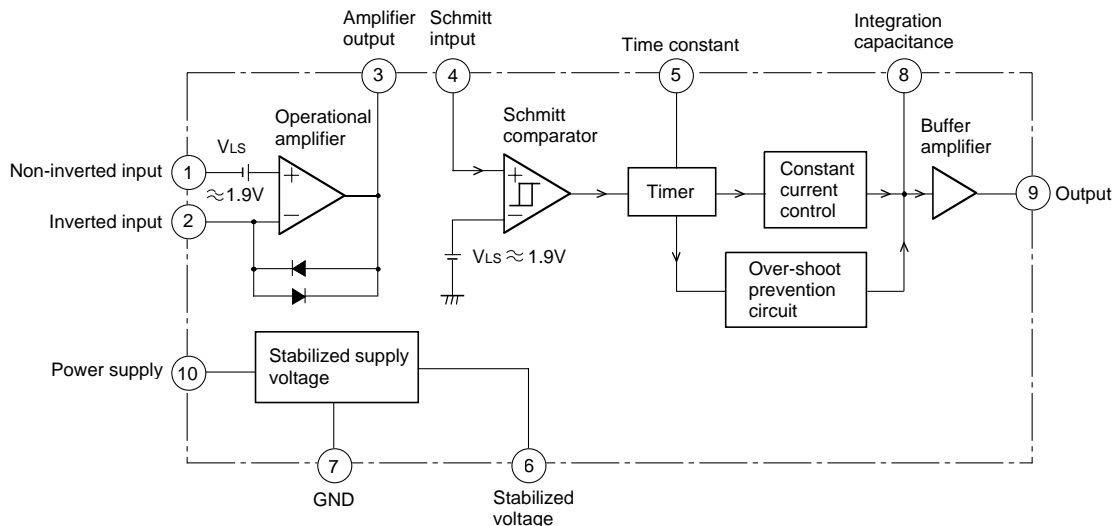 Amplifier
output
Schmitt
intput
Time constant
Integration
capacitance
3
4
5
8
Operational
amplifier
Schmitt
comparator
Buffer
amplifier
Non-inverted input
1
VLS
≈1.9V
+
−
+
−
Timer
Constant
current
control
9
Output
Inverted input
2
VLS ≈ 1.9V
Over-shoot
prevention
circuit
Power supply
10
Stabilized supply
voltage
7
6
GND
Stabilized
voltage